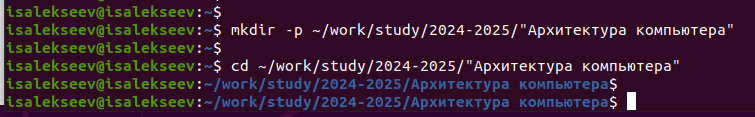 isalekseev@isalekseev:~$
isalekseev@isalekseev:~$ mkdir -p ~/work/study/2024-2025/"Архитектура компьютера"
isalekseev@isalekseev:~$
isalekseev@isalekseev:~$ cd ~/work/study/2024-2025/"Архитектура компьютера"
isalekseev@isalekseev:~/work/study/2024-2025/Архитектура компьютера$
isalekseev@isalekseev:~/work/study/2024-2025/Архитектура компьютера$